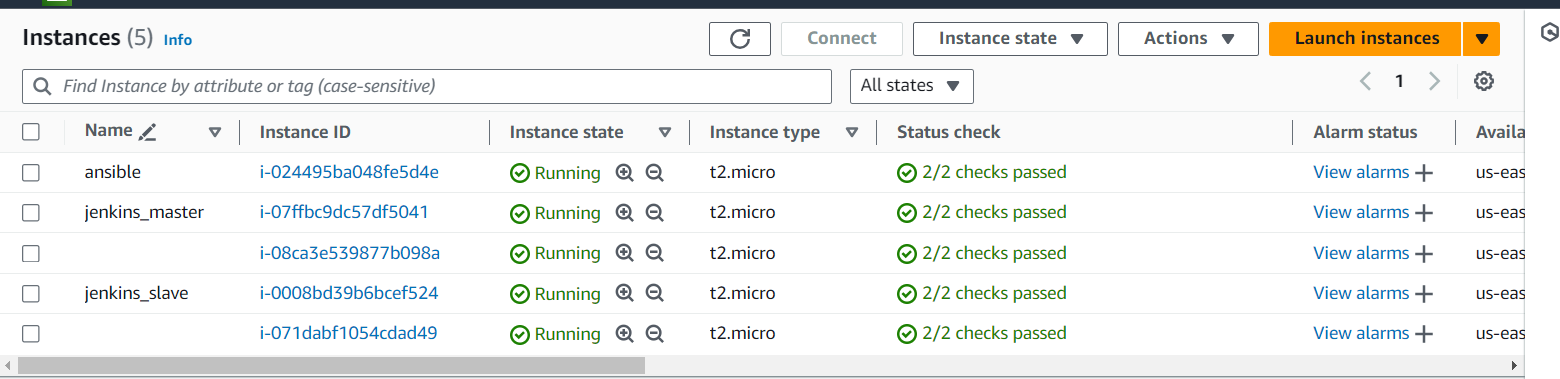 Instances (5) Info Connect Instance state Actions Launch instances
Find Instance by attribute or tag (case-sensitive) All states 1
Name Instance ID Instance state Instance type Status check Alarm status Availa
ansible i-024495ba048fe5d4e Running t2.micro 2/2 checks passed View alarms us-eas
jenkins_master i-07ffbc9dc57df5041 Running t2.micro 2/2 checks passed View alarms us-eas
i-08ca3e539877b098a Running t2.micro 2/2 checks passed View alarms us-eas
jenkins_slave i-0008bd39b6bcef524 Running t2.micro 2/2 checks passed View alarms us-eas
i-071dabf1054cdad49 Running t2.micro 2/2 checks passed View alarms us-eas